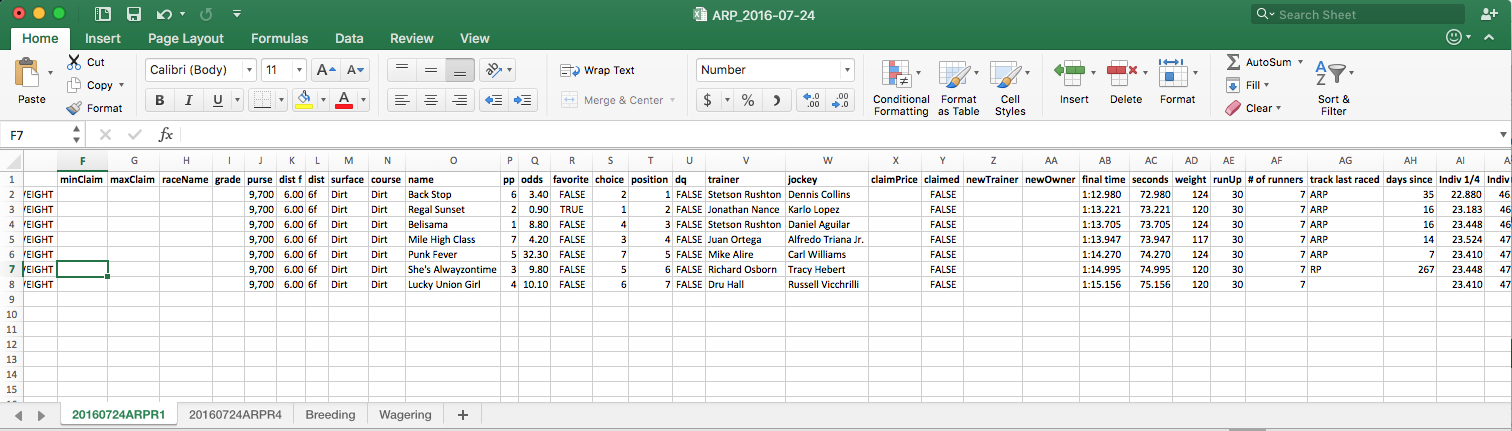 ARP_2016-07-24
Search Sheet
Home Insert Page Layout Formulas Data Review View
Paste
Cut
Copy
Format
Calibri (Body) 11 A A
B I U A
Wrap Text
Merge & Center
Number
$ % .0 .00 .00 .0
Conditional Formatting
Format as Table
Cell Styles
Insert
Delete
Format
AutoSum
Fill
Clear
Sort & Filter
F7 fx
F G H I J K L M N O P Q R S T U V W X Y Z AA AB AC AD AE AF AG AH AI
1 minClaim maxClaim raceName grade purse dist f dist surface course name pp odds favorite choice position dq trainer jockey claimPrice claimed newTrainer newOwner final time seconds weight runUp # of runners track last raced days since Indiv 1/4 Indiv
2 EIGHT 9,700 6.00 6f Dirt Dirt Back Stop 6 3.40 FALSE 2 1 FALSE Stetson Rushton Dennis Collins FALSE 1:12.980 72.980 124 30 7 ARP 35 22.880 46
3 EIGHT 9,700 6.00 6f Dirt Dirt Regal Sunset 2 0.90 TRUE 1 2 FALSE Jonathan Nance Karlo Lopez FALSE 1:13.221 73.221 120 30 7 ARP 16 23.183 46
4 EIGHT 9,700 6.00 6f Dirt Dirt Belisama 1 8.80 FALSE 4 3 FALSE Stetson Rushton Daniel Aguilar FALSE 1:13.705 73.705 124 30 7 ARP 16 23.448 46
5 EIGHT 9,700 6.00 6f Dirt Dirt Mile High Class 7 4.20 FALSE 3 4 FALSE Juan Ortega Alfredo Triana Jr. FALSE 1:13.947 73.947 117 30 7 ARP 14 23.524 47
6 EIGHT 9,700 6.00 6f Dirt Dirt Punk Fever 5 32.30 FALSE 7 5 FALSE Mike Alire Carl Williams FALSE 1:14.270 74.270 124 30 7 ARP 7 23.410 47
7 EIGHT 9,700 6.00 6f Dirt Dirt She's Alwayzontime 3 9.80 FALSE 5 6 FALSE Richard Osborn Tracy Hebert FALSE 1:14.995 74.995 120 30 7 RP 267 23.448 47
8 EIGHT 9,700 6.00 6f Dirt Dirt Lucky Union Girl 4 10.10 FALSE 6 7 FALSE Dru Hall Russell Vicchrilli FALSE 1:15.156 75.156 120 30 7 23.410 47
9
10
11
12
13
14
15
20160724ARPR1 20160724ARPR4 Breeding Wagering +